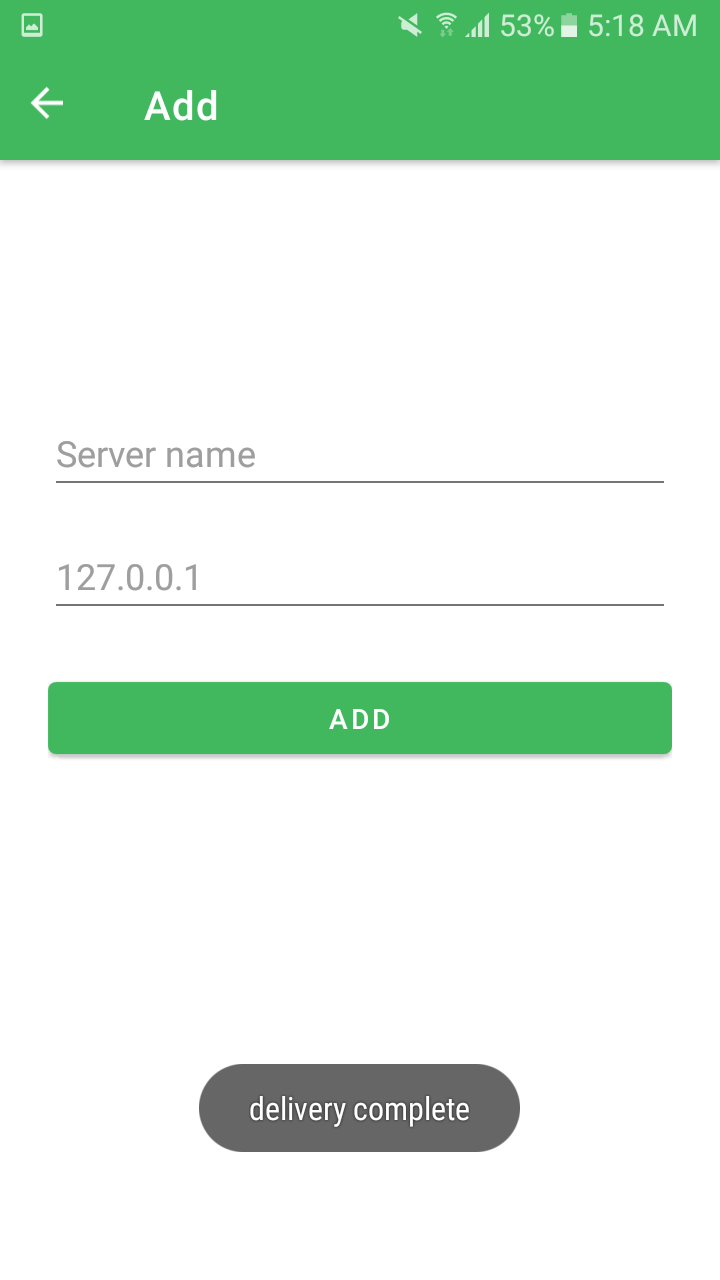 53% 5:18 AM
Add
Server name
127.0.0.1
ADD
delivery complete